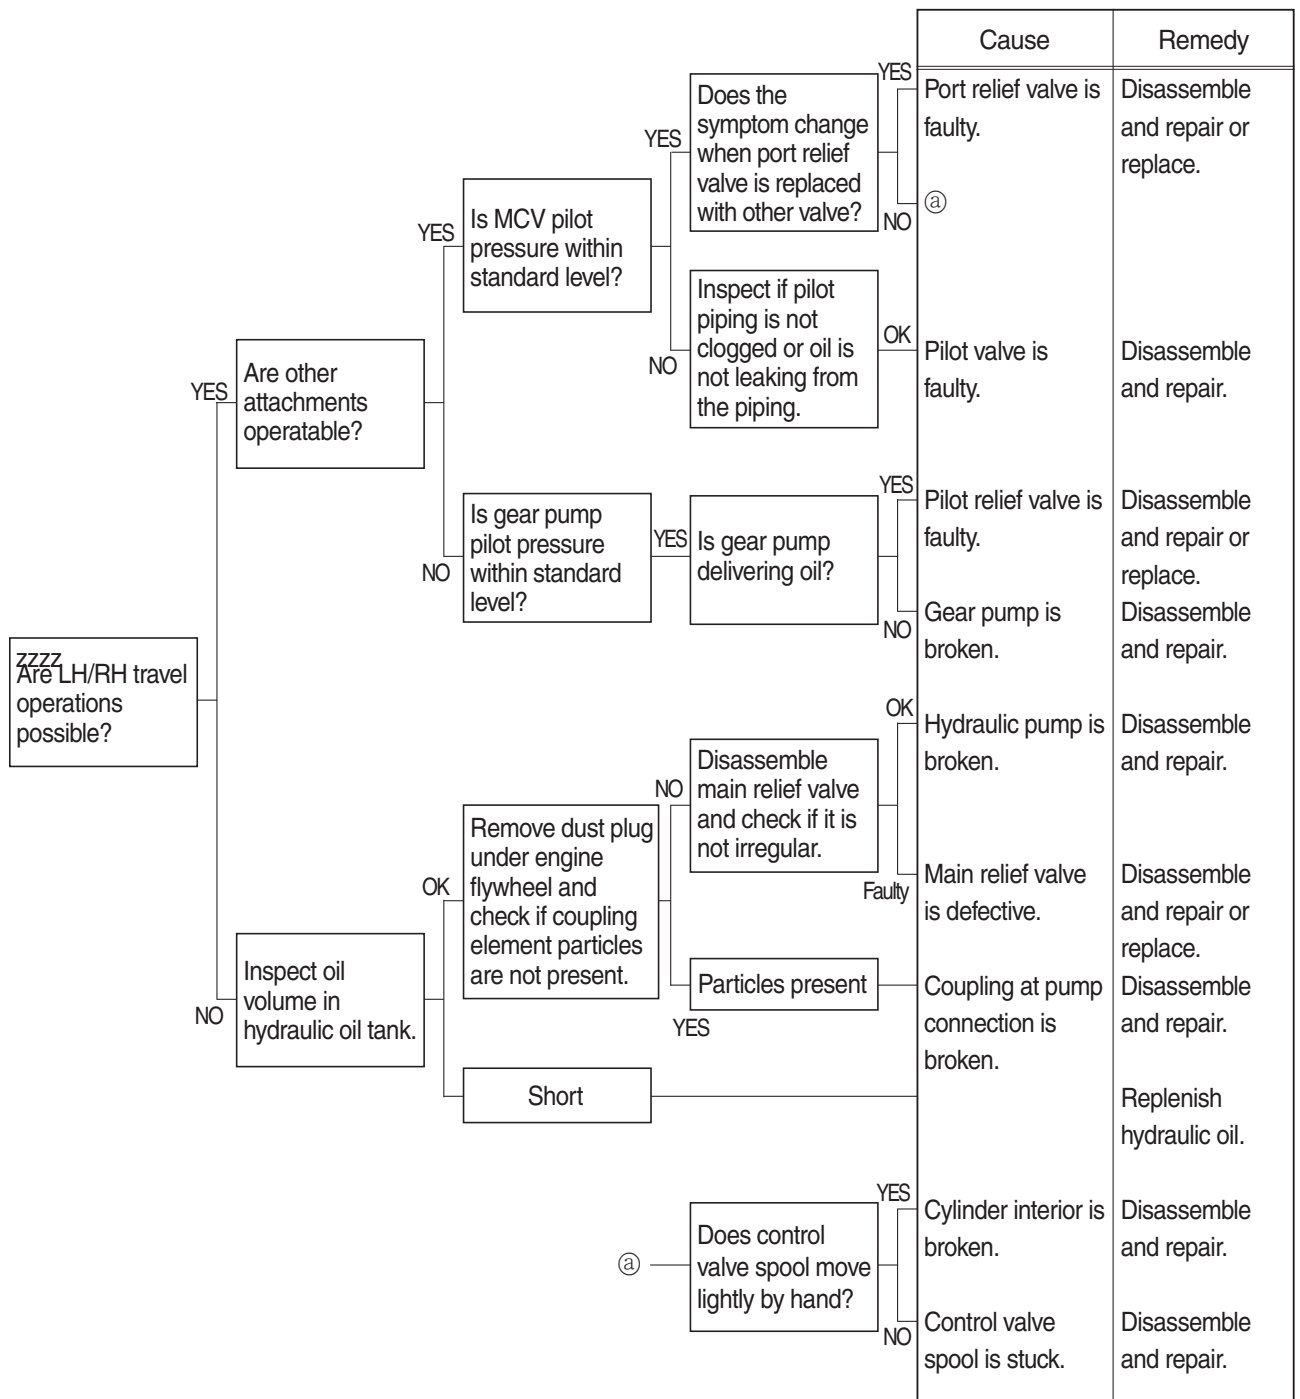 Cause
Remedy
YES
Does the
symptom change
when port relief
valve is replaced
with other valve?
Port relief valve is
faulty.
Disassemble
and repair or
replace.
NO
ⓐ
YES
Is MCV pilot
pressure within
standard level?
YES
NO
Inspect if pilot
piping is not
clogged or oil is
not leaking from
the piping.
OK
Pilot valve is
faulty.
Disassemble
and repair.
YES
Are other
attachments
operatable?
NO
Is gear pump
pilot pressure
within standard
level?
YES
Is gear pump
delivering oil?
YES
Pilot relief valve is
faulty.
Disassemble
and repair or
replace.
NO
Gear pump is
broken.
Disassemble
and repair.
zzzz
Are LH/RH travel
operations
possible?
NO
Inspect oil
volume in
hydraulic oil tank.
OK
Remove dust plug
under engine
flywheel and
check if coupling
element particles
are not present.
NO
Disassemble
main relief valve
and check if it is
not irregular.
OK
Hydraulic pump is
broken.
Disassemble
and repair.
Faulty
Main relief valve
is defective.
Disassemble
and repair or
replace.
YES
Particles present
Coupling at pump
connection is
broken.
Disassemble
and repair.
Short
Replenish
hydraulic oil.
ⓐ
Does control
valve spool move
lightly by hand?
YES
Cylinder interior is
broken.
Disassemble
and repair.
NO
Control valve
spool is stuck.
Disassemble
and repair.